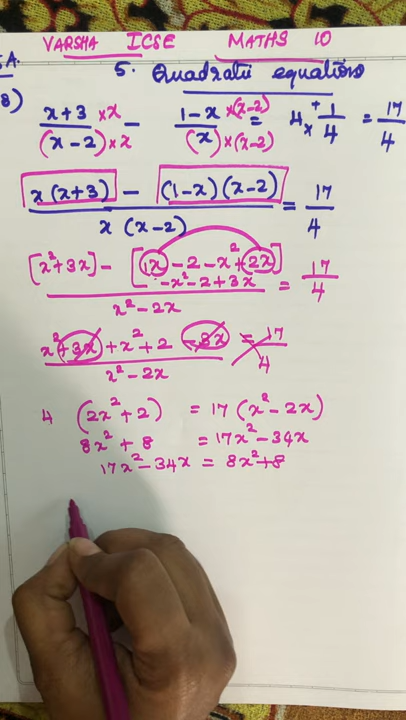 VARSHA ICSE MATHS 10
5. Quadratic equations
8)
(x+3)/(x-2) ×x/×x - (1-x)/(x) ×(x-2)/×(x-2) = 4 ×+ 1/4 = 17/4
x(x+3) - (1-x)(x-2) / x(x-2) = 17/4
[x²+3x] - [1x - 2 - x² + 2x] = 17/4
-x²-2+3x
x²-2x
x²+3x+x²+2-3x / x²-2x = 17/4
4 (2x²+2) = 17(x²-2x)
8x²+8 = 17x²-34x
17x²-34x = 8x²+8